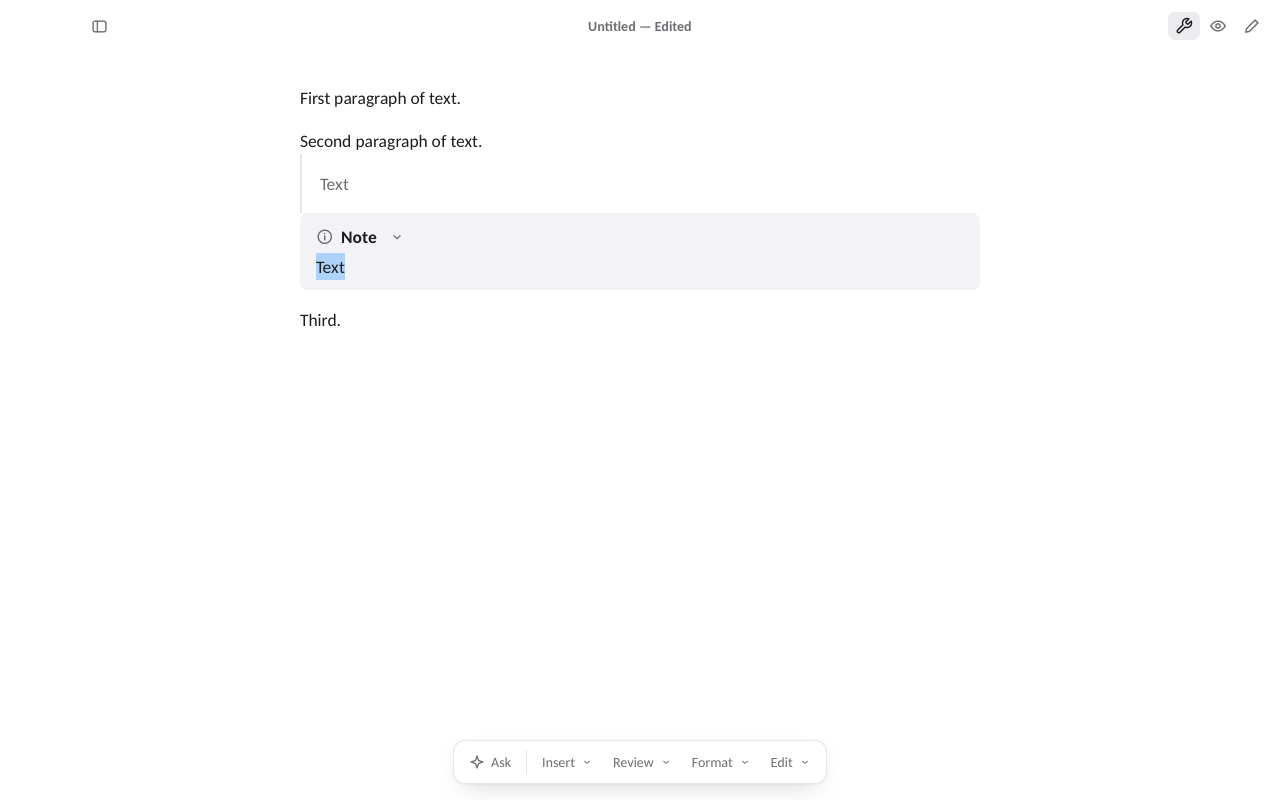 Untitled — Edited
First paragraph of text.
Second paragraph of text.
Text
Note
Text
Third.
Ask Insert Review Format Edit